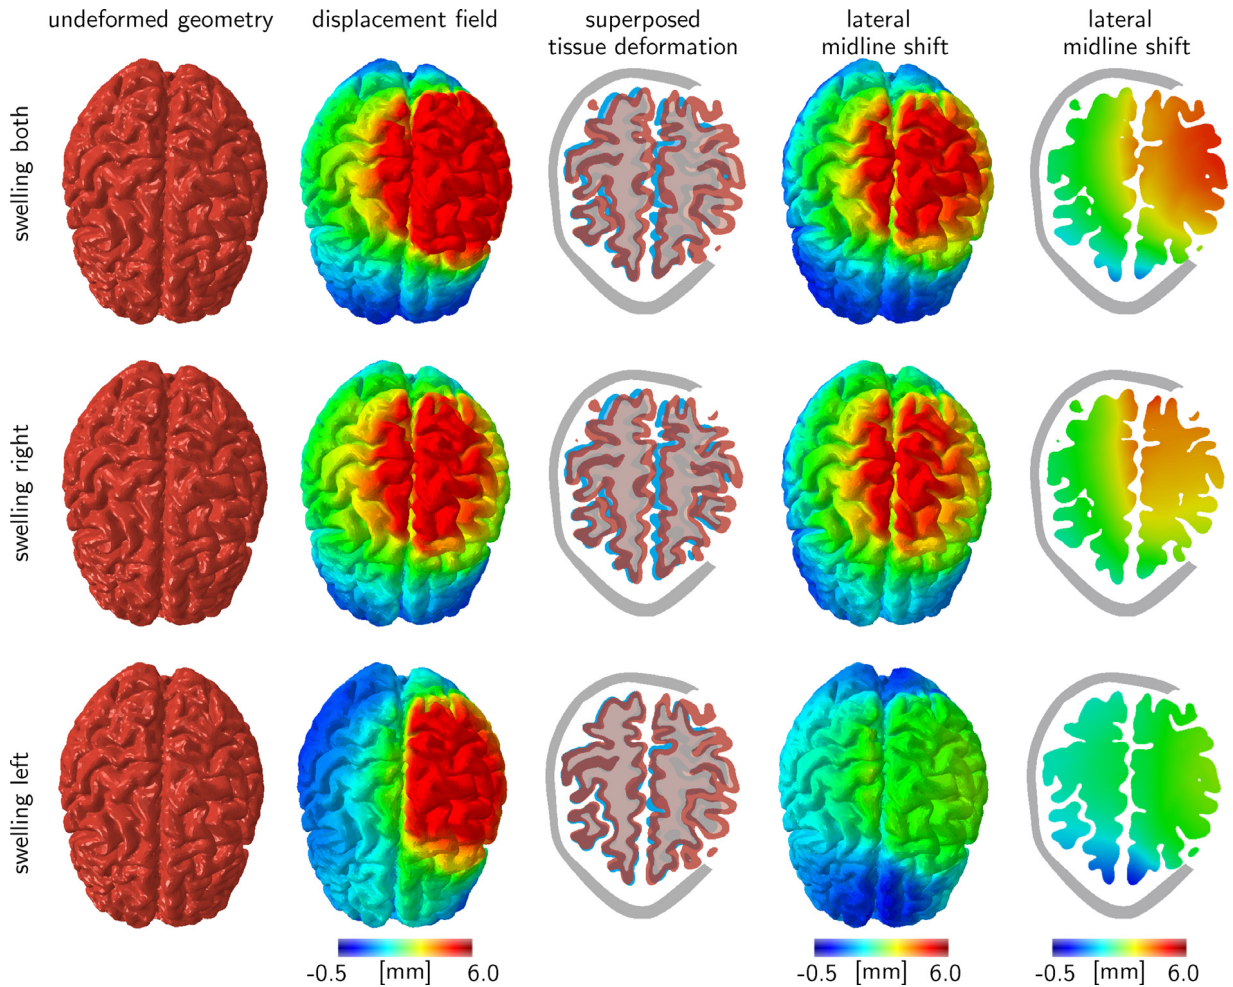 undeformed geometry
displacement field
superposed
tissue deformation
lateral
midline shift
lateral
midline shift
swelling both
swelling right
swelling left
-0.5 [mm] 6.0
-0.5 [mm] 6.0
-0.5 [mm] 6.0